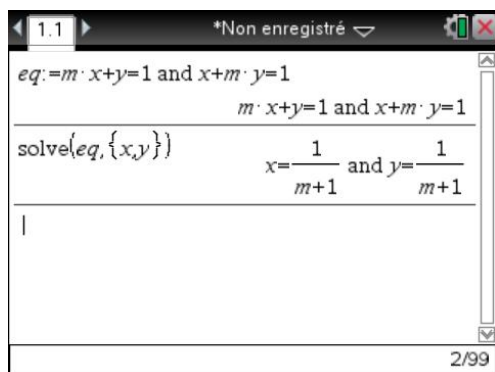 1.1 *Non enregistré
eq:=m·x+y=1 and x+m·y=1
m·x+y=1 and x+m·y=1
solve(eq,{x,y}) x=1/(m+1) and y=1/(m+1)
2/99